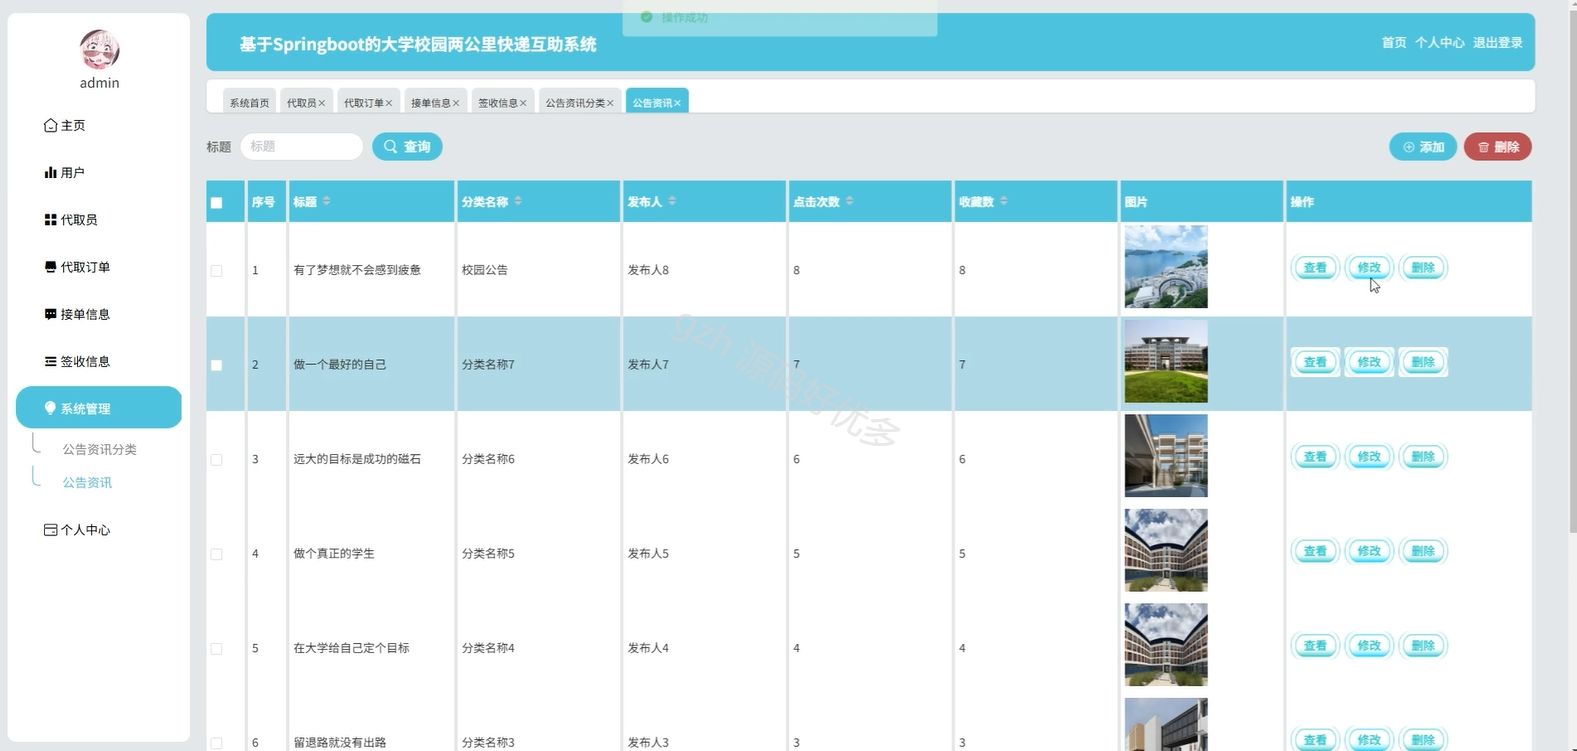 操作成功
基于Springboot的大学校园两公里快递互助系统
首页 个人中心 退出登录
admin
主页
用户
代取员
代取订单
接单信息
签收信息
系统管理
公告资讯分类
公告资讯
个人中心
系统首页 代取员× 代取订单× 接单信息× 签收信息× 公告资讯分类× 公告资讯×
标题 标题 查询 添加 删除
序号 标题 分类名称 发布人 点击次数 收藏数 图片 操作
1 有了梦想就不会感到疲惫 校园公告 发布人8 8 8 查看 修改 删除
2 做一个最好的自己 分类名称7 发布人7 7 7 查看 修改 删除
3 远大的目标是成功的磁石 分类名称6 发布人6 6 6 查看 修改 删除
4 做个真正的学生 分类名称5 发布人5 5 5 查看 修改 删除
5 在大学给自己定个目标 分类名称4 发布人4 4 4 查看 修改 删除
6 留退路就没有出路 分类名称3 发布人3 3 3 查看 修改 删除
gzh 源码好优多